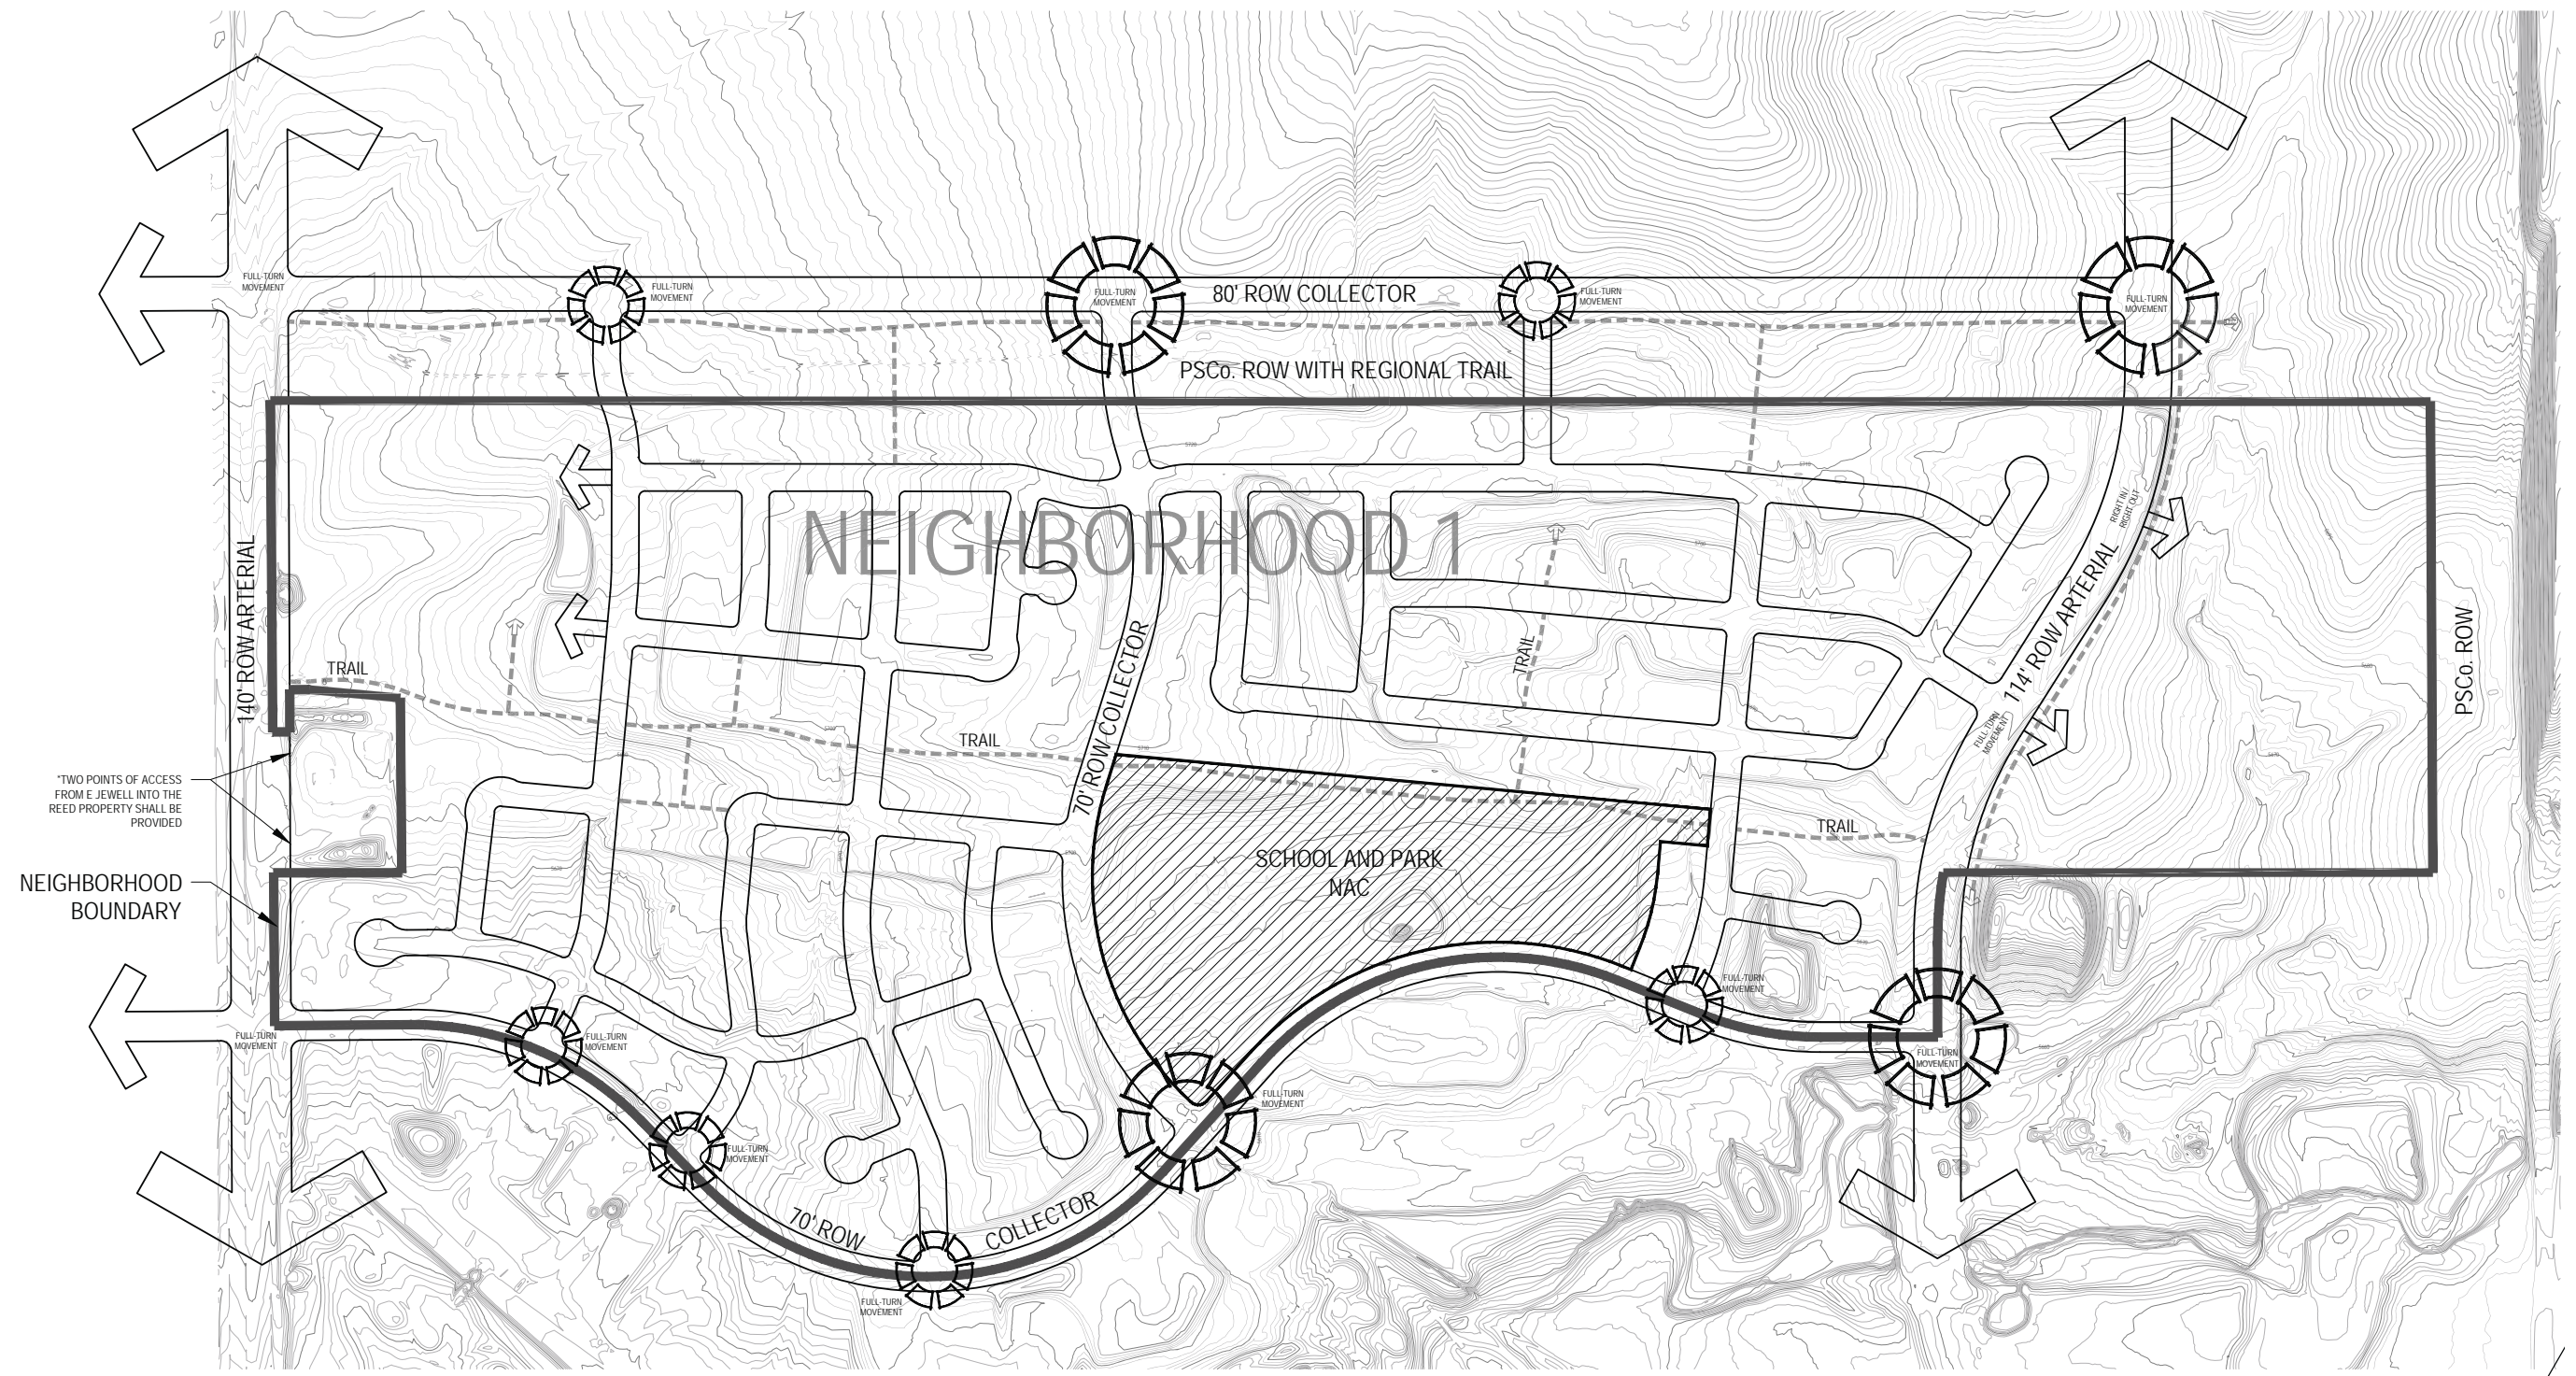 FULL-TURN
MOVEMENT
FULL-TURN
MOVEMENT
FULL-TURN
MOVEMENT
80' ROW COLLECTOR
FULL-TURN
MOVEMENT
FULL-TURN
MOVEMENT
PSCo. ROW WITH REGIONAL TRAIL
NEIGHBORHOOD 1
RIGHT IN/
RIGHT OUT
140' ROW ARTERIAL
114' ROW ARTERIAL
PSCo. ROW
TRAIL
70' ROW COLLECTOR
TRAIL
TRAIL
FULL-TURN
MOVEMENT
*TWO POINTS OF ACCESS
FROM E JEWELL INTO THE
REED PROPERTY SHALL BE
PROVIDED
TRAIL
SCHOOL AND PARK
NAC
NEIGHBORHOOD
BOUNDARY
FULL-TURN
MOVEMENT
FULL-TURN
MOVEMENT
FULL-TURN
MOVEMENT
FULL-TURN
MOVEMENT
FULL-TURN
MOVEMENT
FULL-TURN
MOVEMENT
70' ROW
COLLECTOR
FULL-TURN
MOVEMENT